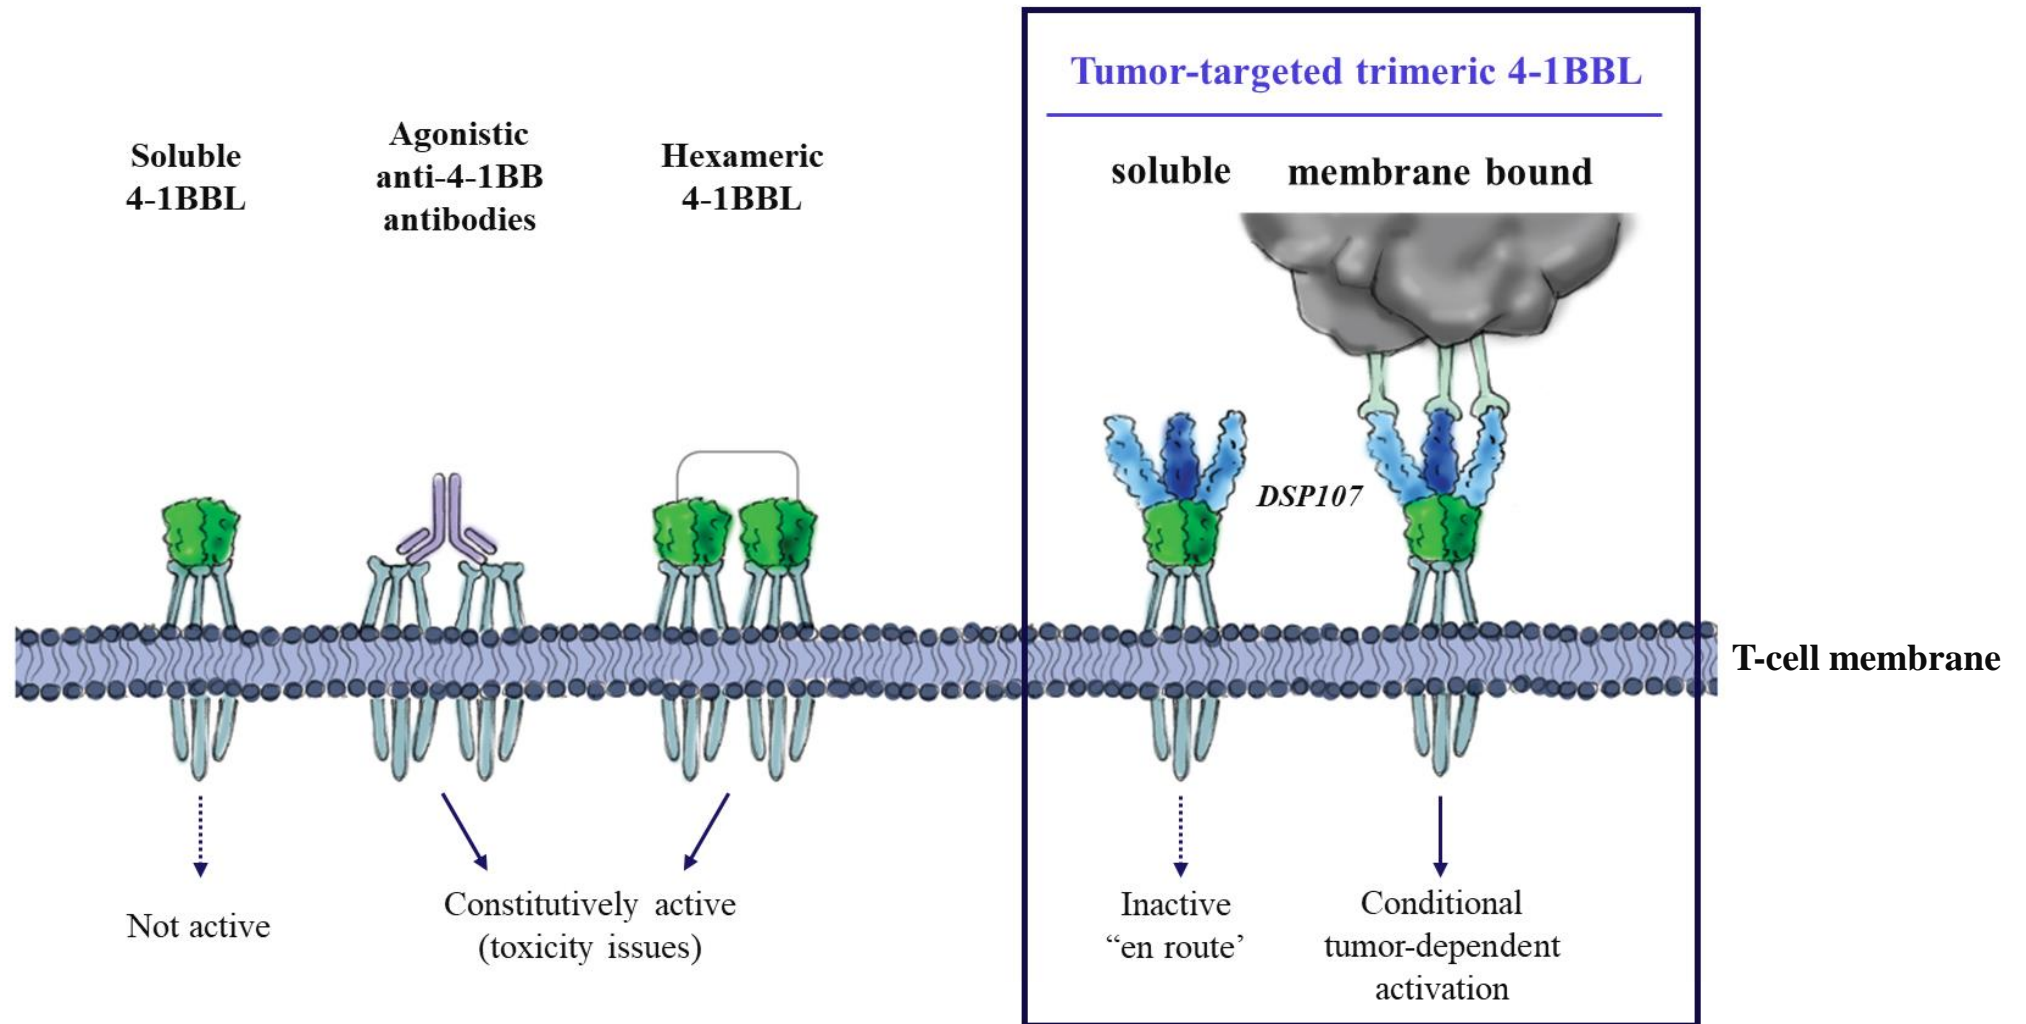 Tumor-targeted trimeric 4-1BBL
Soluble
4-1BBL
Agonistic
anti-4-1BB
antibodies
Hexameric
4-1BBL
soluble
membrane bound
DSP107
T-cell membrane
Not active
Constitutively active
(toxicity issues)
Inactive
“en route’
Conditional
tumor-dependent
activation